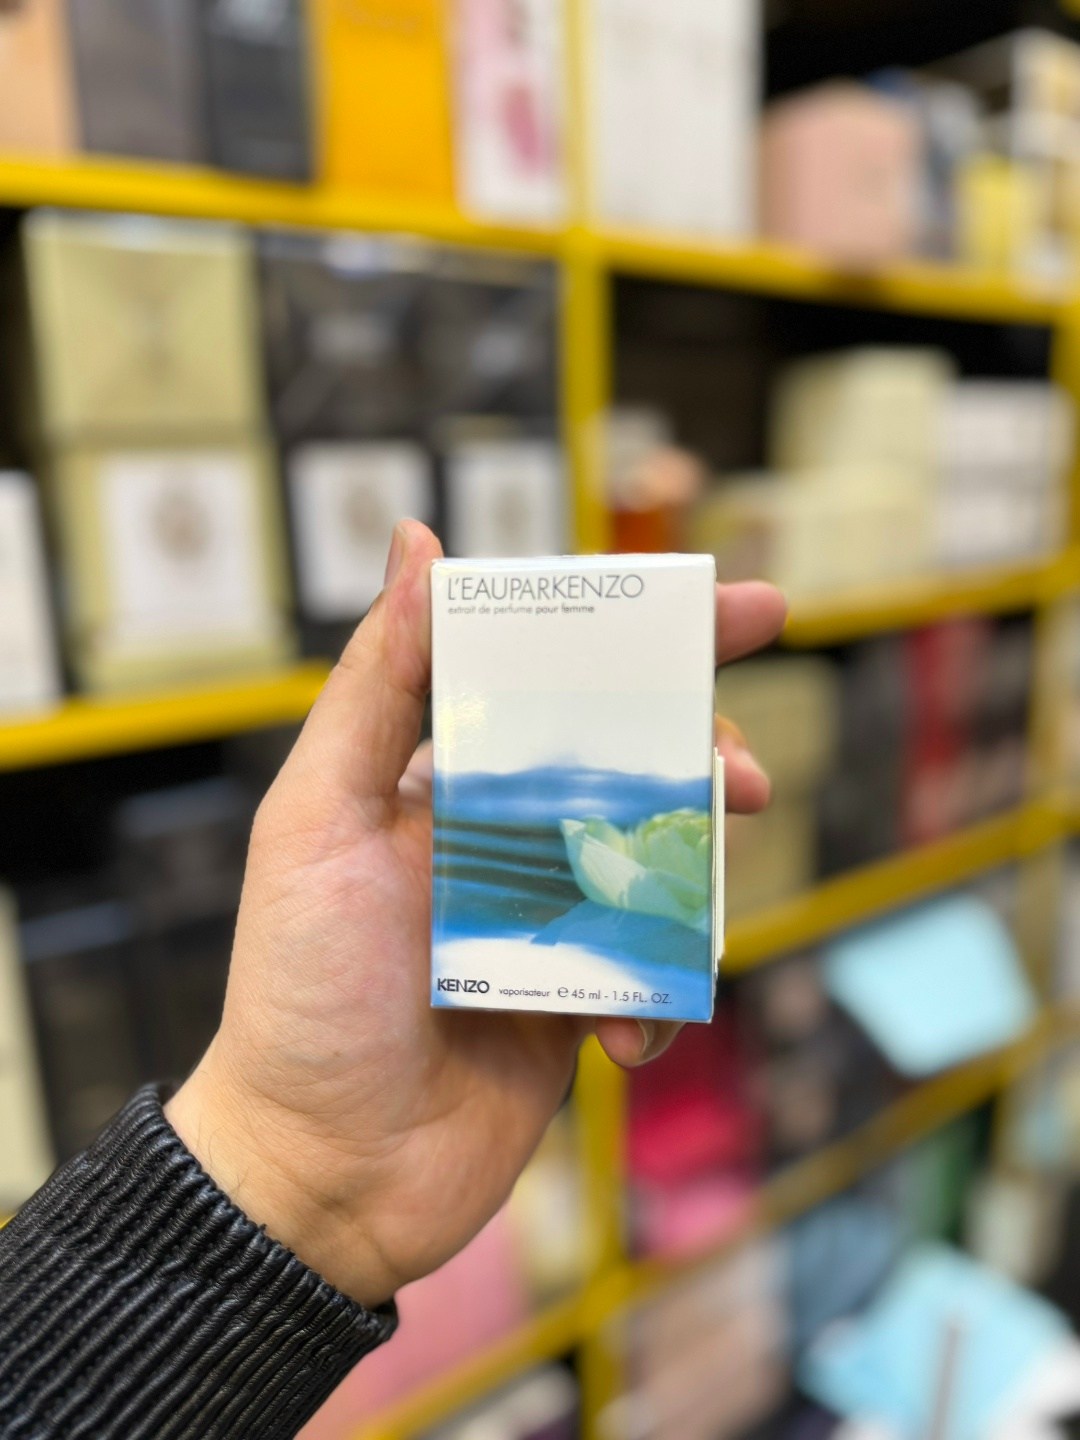 L'EAUPARKENZO
extrait de perfume pour femme
KENZO vaporisateur ℮ 45 ml - 1.5 FL. OZ.